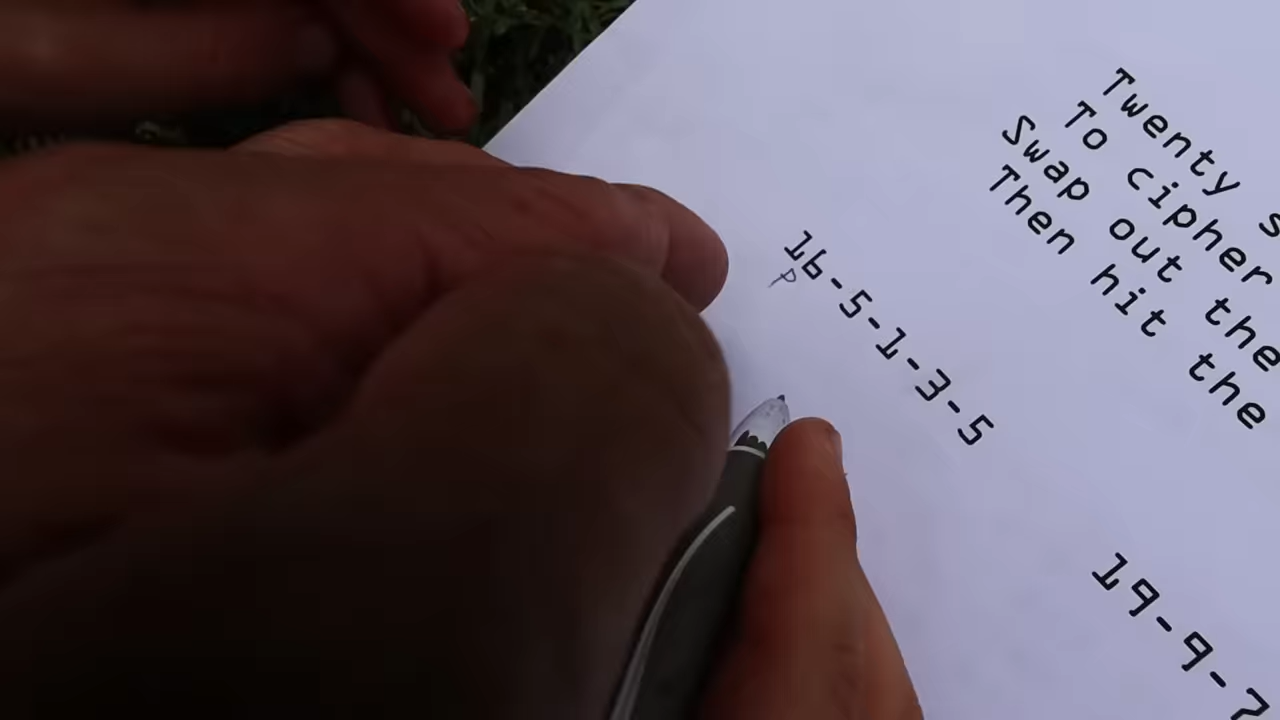 Twenty
To cipher
Swap out the
Then hit the
16-5-1-3-5
P
19-9-7